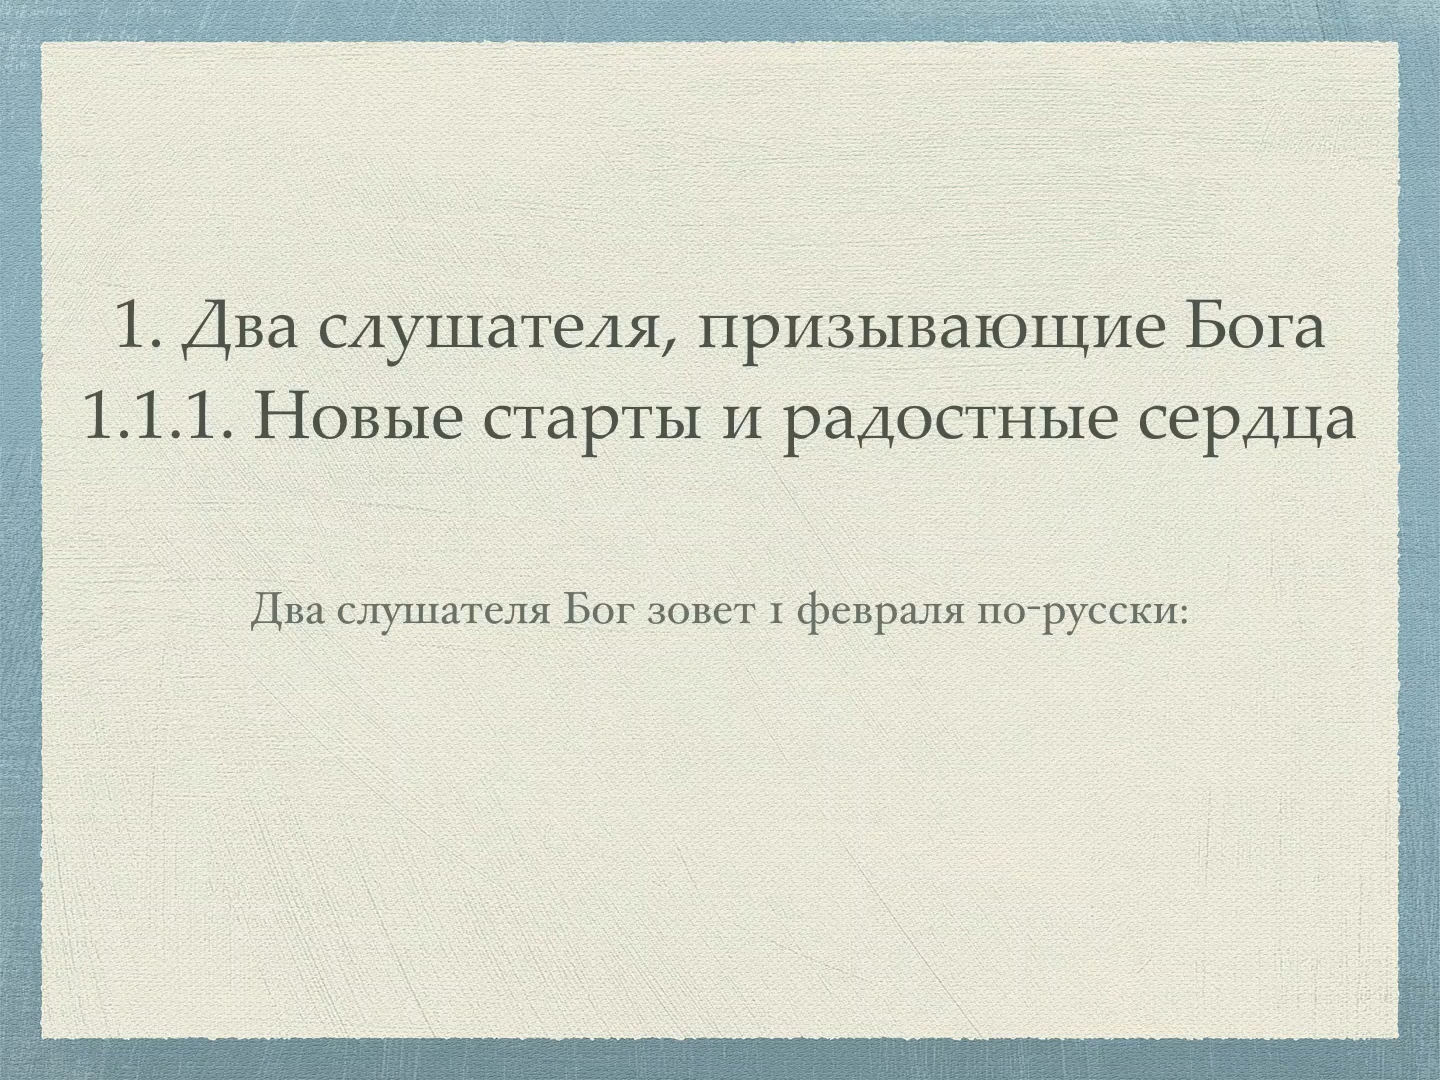 1. Два слушателя, призывающие Бога
1.1.1. Новые старты и радостные сердца
Два слушателя Бог зовет 1 февраля по-русски: